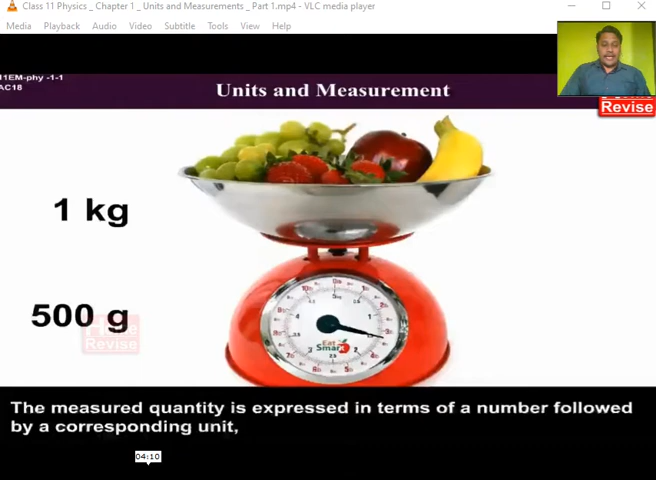 Class 11 Physics _ Chapter 1 _ Units and Measurements _ Part 1.mp4 - VLC media player
Media Playback Audio Video Subtitle Tools View Help
11EM-phy -1-1
AC18
Units and Measurement
Revise
1 kg
500 g
Revise
Eat
Smart
The measured quantity is expressed in terms of a number followed
by a corresponding unit,
04:10